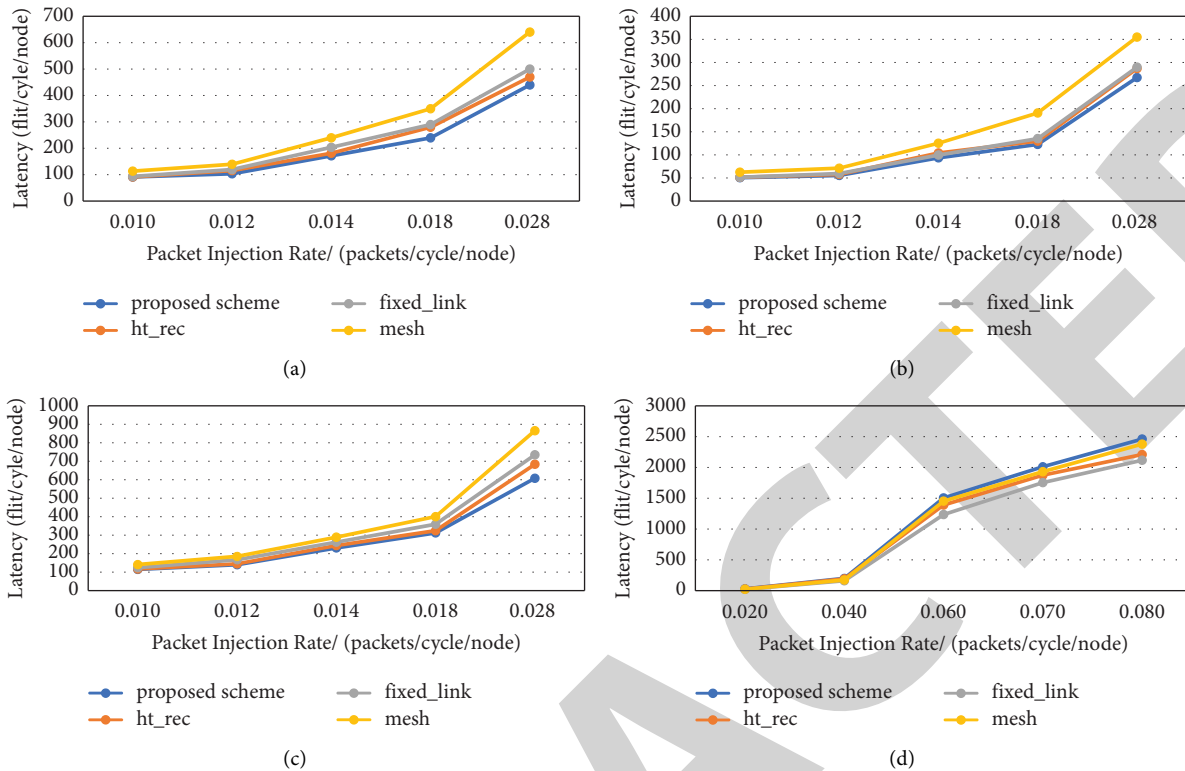 700
600
500
400
300
200
100
0
Latency (flit/cyle/node)
0.010 0.012 0.014 0.018 0.028
Packet Injection Rate/ (packets/cycle/node)
proposed scheme fixed_link
ht_rec mesh
(a)
400
350
300
250
200
150
100
50
0
Latency (flit/cyle/node)
0.010 0.012 0.014 0.018 0.028
Packet Injection Rate/ (packets/cycle/node)
proposed scheme fixed_link
ht_rec mesh
(b)
1000
900
800
700
600
500
400
300
200
100
0
Latency (flit/cyle/node)
0.010 0.012 0.014 0.018 0.028
Packet Injection Rate/ (packets/cycle/node)
proposed scheme fixed_link
ht_rec mesh
(c)
3000
2500
2000
1500
1000
500
0
Latency (flit/cyle/node)
0.020 0.040 0.060 0.070 0.080
Packet Injection Rate/ (packets/cycle/node)
proposed scheme fixed_link
ht_rec mesh
(d)